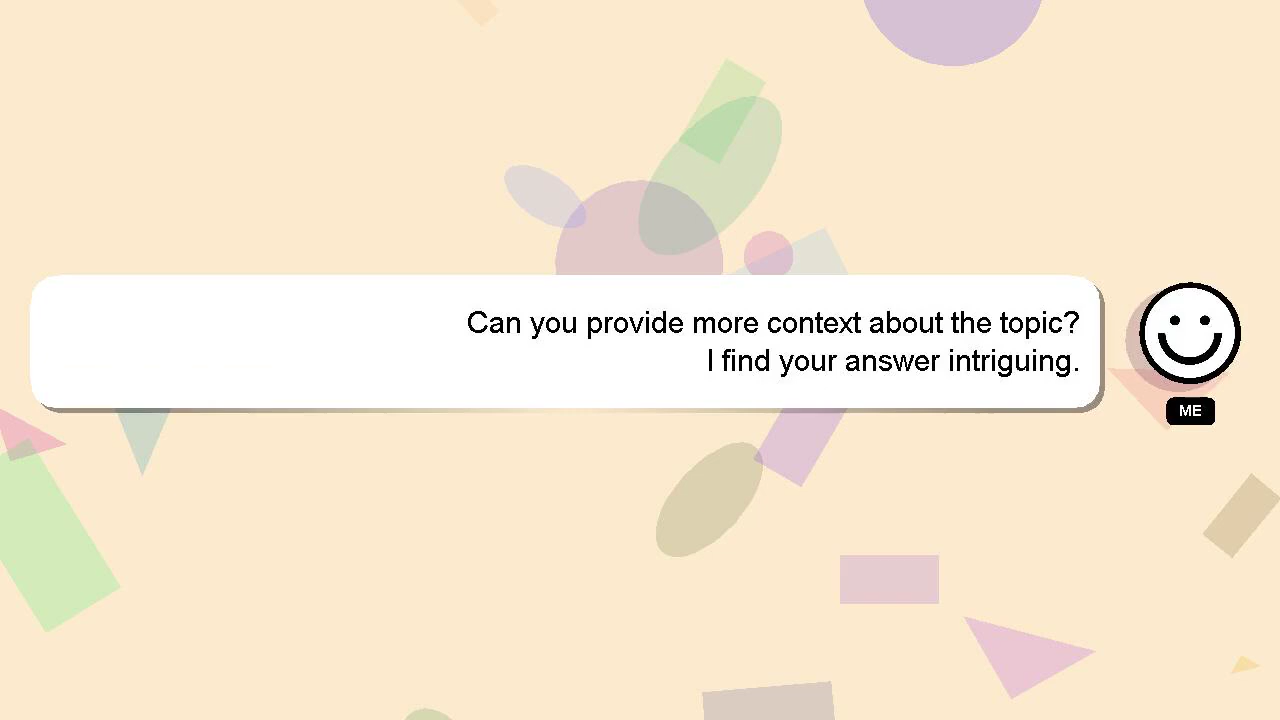 Can you provide more context about the topic?
I find your answer intriguing.
ME